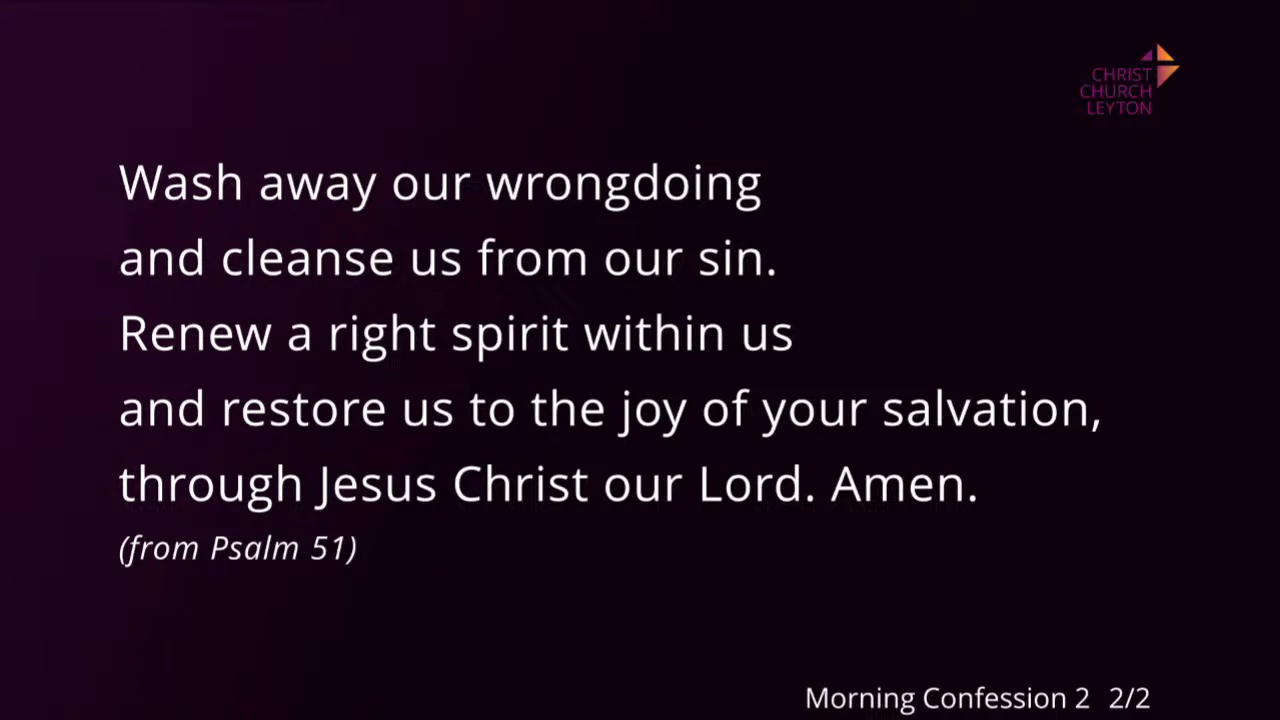 CHRIST
CHURCH
LEYTON
Wash away our wrongdoing
and cleanse us from our sin.
Renew a right spirit within us
and restore us to the joy of your salvation,
through Jesus Christ our Lord. Amen.
(from Psalm 51)
Morning Confession 2 2/2